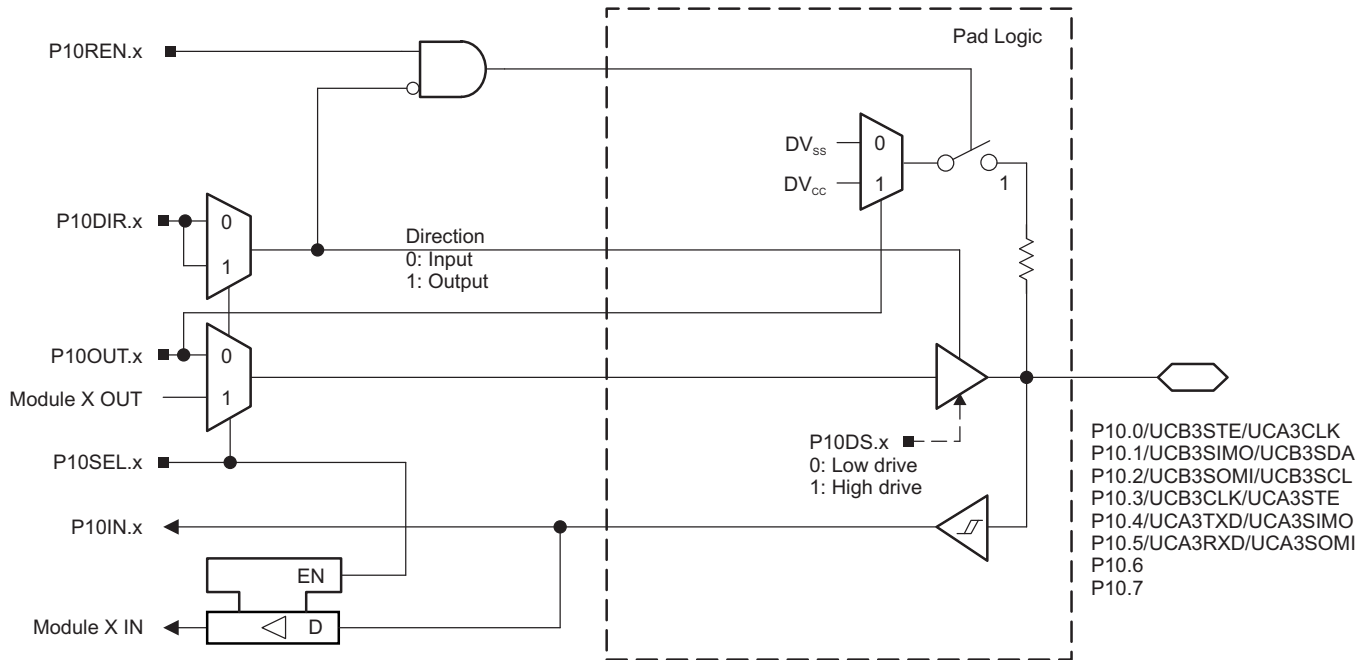 Pad Logic
P10REN.x
DVSS
0
DVCC
1
1
P10DIR.x
0
1
Direction
0: Input
1: Output
P10OUT.x
0
Module X OUT
1
P10DS.x
0: Low drive
1: High drive
P10SEL.x
P10IN.x
EN
Module X IN
D
P10.0/UCB3STE/UCA3CLK
P10.1/UCB3SIMO/UCB3SDA
P10.2/UCB3SOMI/UCB3SCL
P10.3/UCB3CLK/UCA3STE
P10.4/UCA3TXD/UCA3SIMO
P10.5/UCA3RXD/UCA3SOMI
P10.6
P10.7